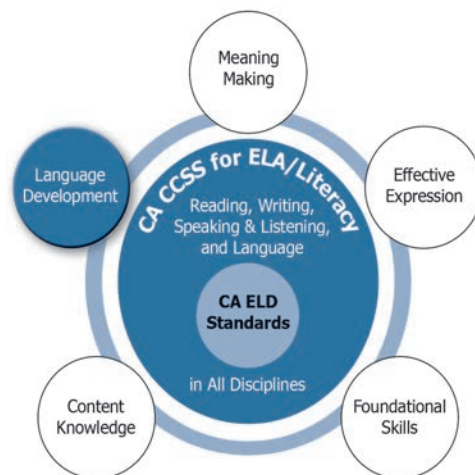 Meaning
Making
Language
Development
Effective
Expression
CA CCSS for ELA/Literacy
Reading, Writing,
Speaking & Listening,
and Language
CA ELD
Standards
in All Disciplines
Content
Knowledge
Foundational
Skills